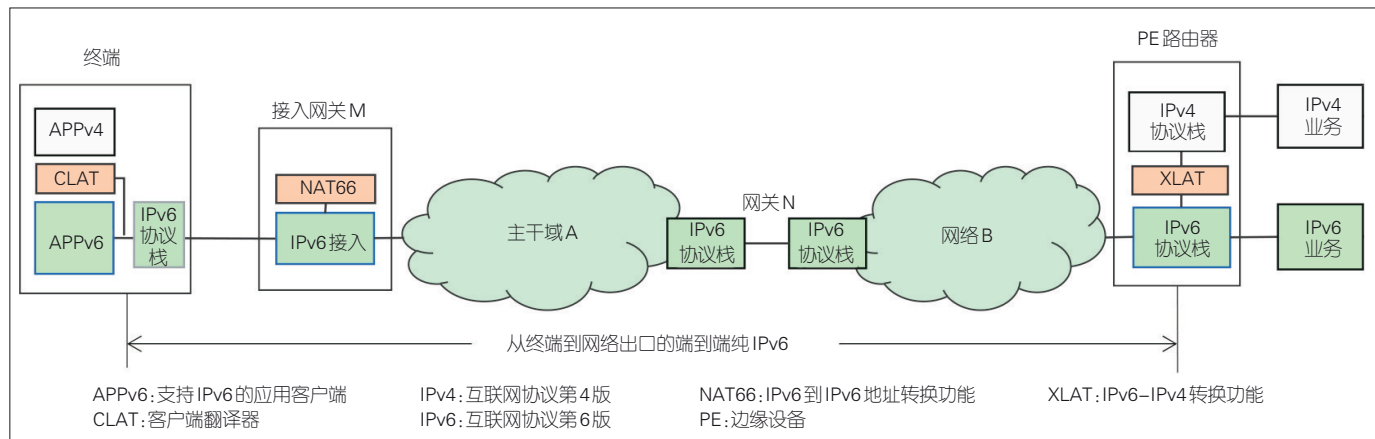 终端
PE路由器
接入网关M
APPv4
IPv4
协议栈
IPv4
业务
CLAT
NAT66
XLAT
网关N
APPv6
IPv6
协议
栈
IPv6接入
主干域A
IPv6
协议栈
IPv6
协议栈
网络B
IPv6
协议栈
IPv6
业务
从终端到网络出口的端到端纯IPv6
APPv6:支持IPv6的应用客户端 IPv4:互联网协议第4版 NAT66:IPv6到IPv6地址转换功能 XLAT:IPv6-IPv4转换功能
CLAT:客户端翻译器 IPv6:互联网协议第6版 PE:边缘设备